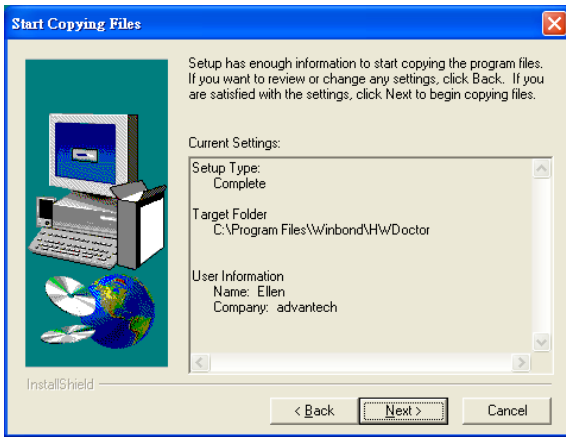 Start Copying Files
Setup has enough information to start copying the program files.
If you want to review or change any settings, click Back.  If you
are satisfied with the settings, click Next to begin copying files.
Current Settings:
Setup Type:
Complete
Target Folder
C:\Program Files\Winbond\HWDoctor
User Information
Name:  Ellen
Company:  advantech
InstallShield
< Back
Next >
Cancel